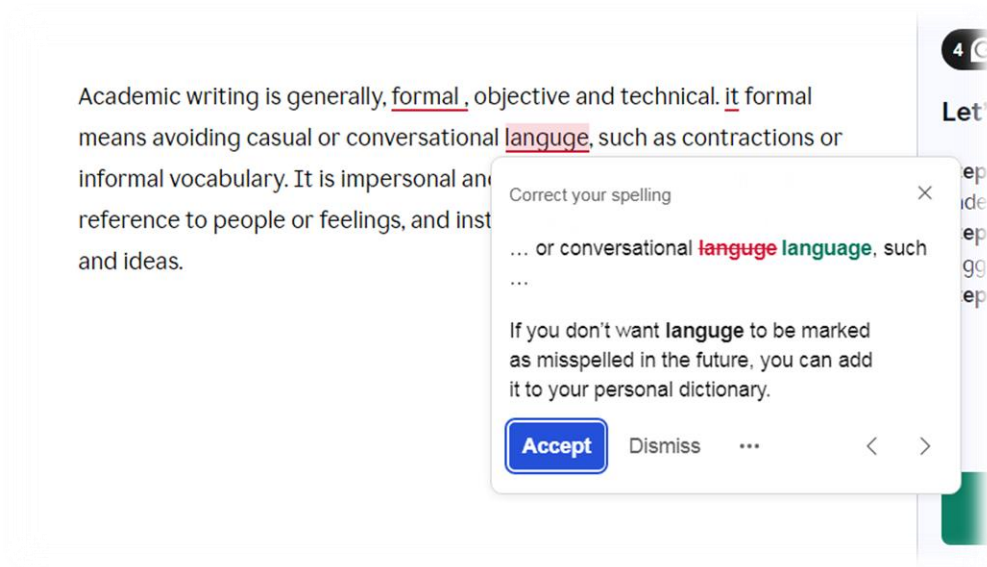 Academic writing is generally, formal , objective and technical. it formal
means avoiding casual or conversational languge, such as contractions or
informal vocabulary. It is impersonal
reference to people or feelings, and
and ideas.
Correct your spelling
... or conversational languge language, such
...
If you don't want languge to be marked
as misspelled in the future, you can add
it to your personal dictionary.
Accept Dismiss
4